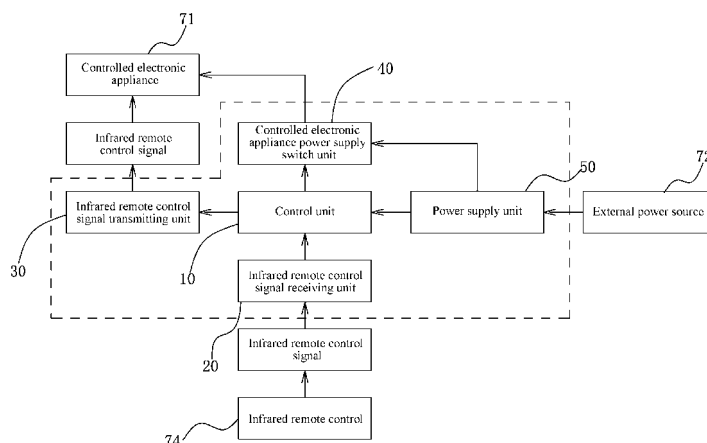 71
Controlled electronic
appliance
40
Infrared remote
control signal
Controlled electronic
appliance power supply
switch unit
50
72
Infrared remote control
signal transmitting unit
Control unit
Power supply unit
External power source
30
10
Infrared remote control
signal receiving unit
20
Infrared remote control
signal
Infrared remote control
74